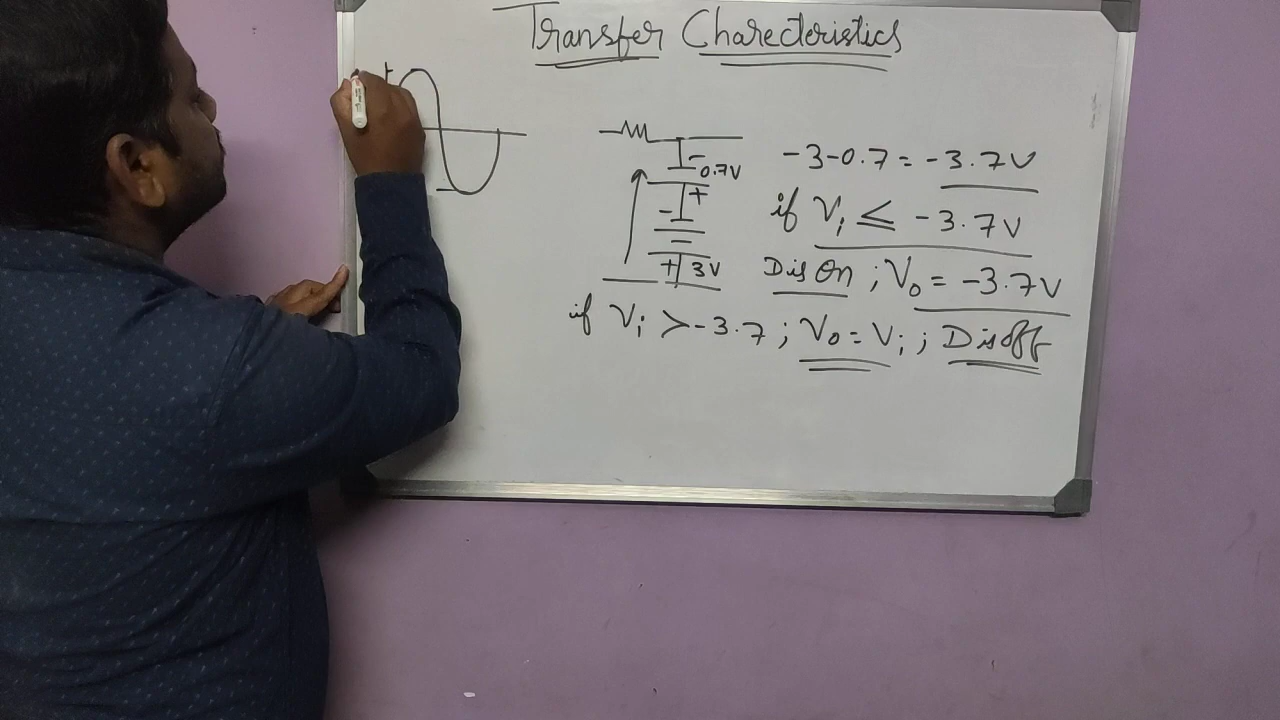 Transfer Charecteristics
-3-0.7 = -3.7V
- 0.7V
+
-
if Vi ≤ -3.7V
+ 3V
D is On ; Vo = -3.7V
if Vi > -3.7 ; Vo = Vi ; D is off